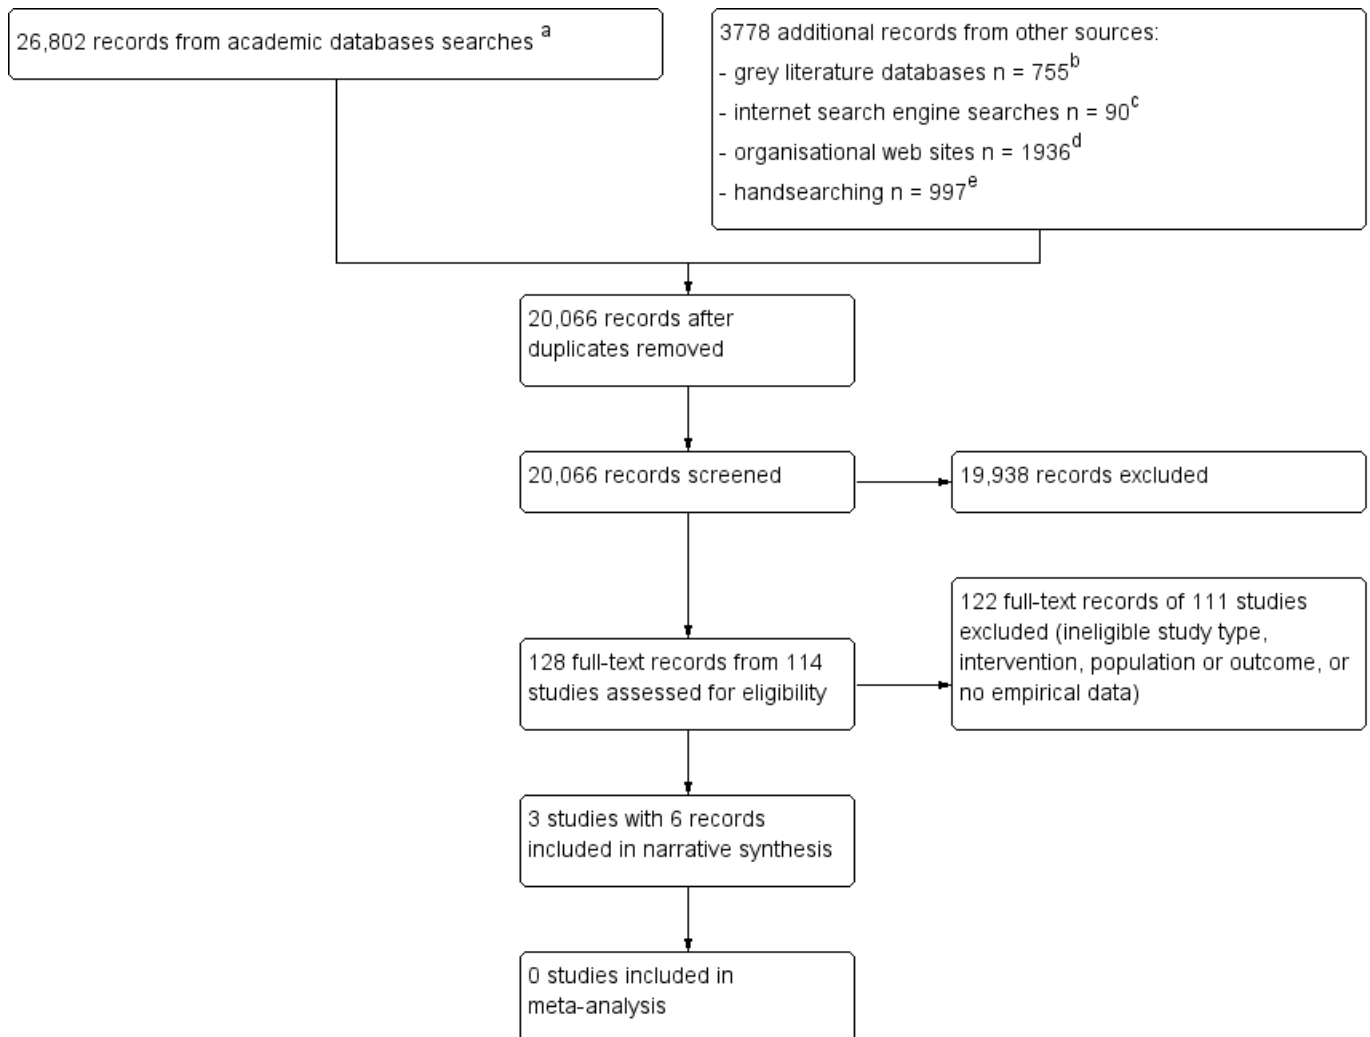 26,802 records from academic databases searches a
3778 additional records from other sources:
- grey literature databases n = 755b
- internet search engine searches n = 90c
- organisational web sites n = 1936d
- handsearching n = 997e
20,066 records after
duplicates removed
20,066 records screened
19,938 records excluded
128 full-text records from 114
studies assessed for eligibility
122 full-text records of 111 studies
excluded (ineligible study type,
intervention, population or outcome, or
no empirical data)
3 studies with 6 records
included in narrative synthesis
0 studies included in
meta-analysis